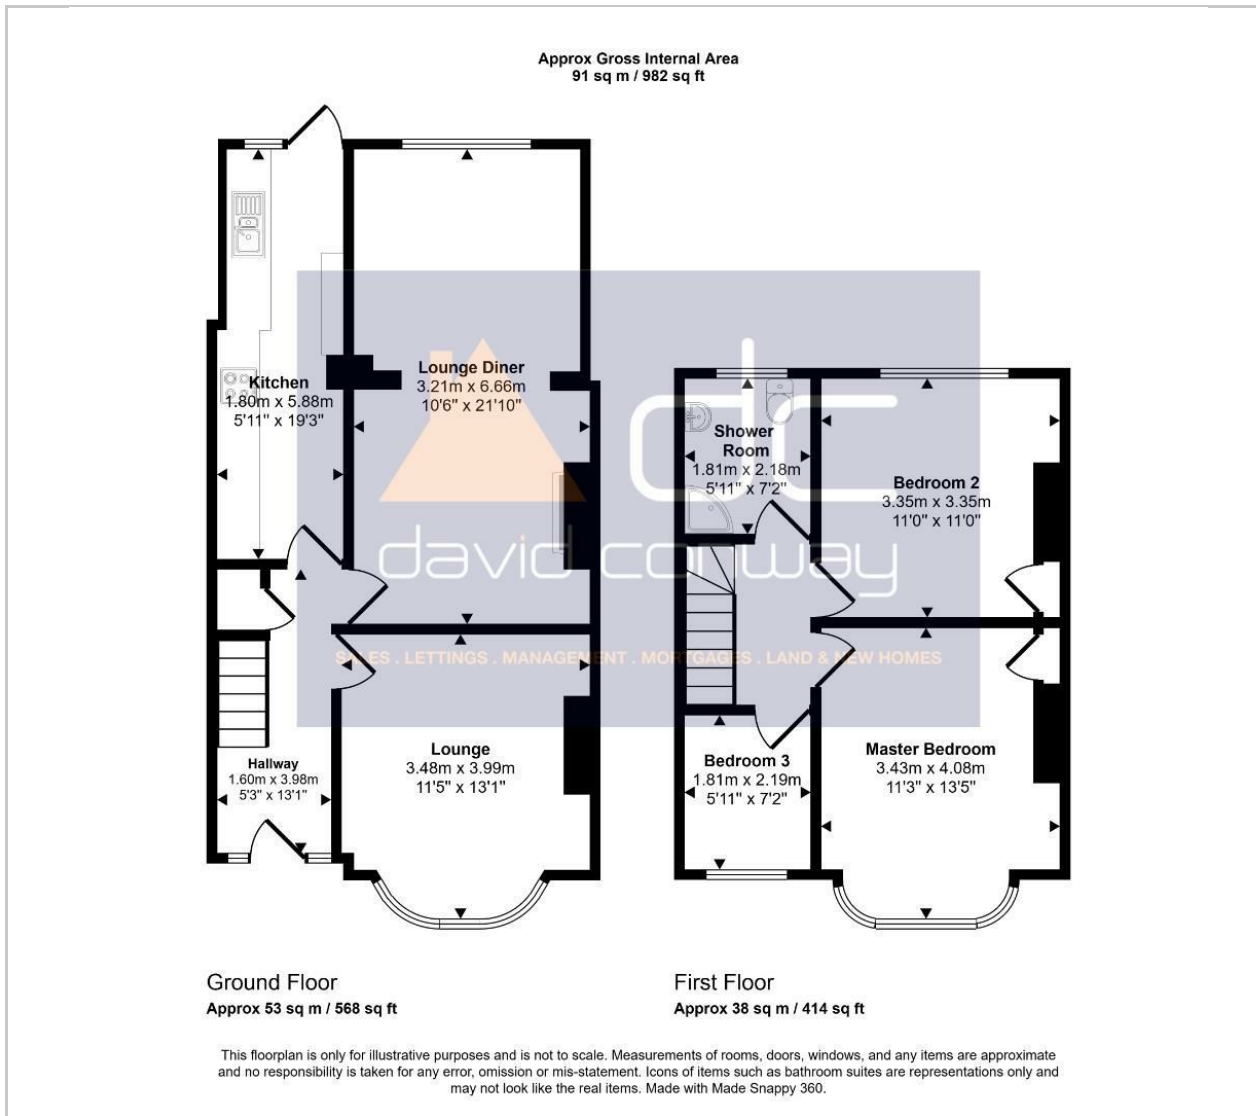 Approx Gross Internal Area
91 sq m / 982 sq ft
Lounge Diner
3.21m x 6.66m
10'6" x 21'10"
Kitchen
1.80m x 5.88m
5'11" x 19'3"
Shower
Room
1.81m x 2.18m
5'11" x 7'2"
Bedroom 2
3.35m x 3.35m
11'0" x 11'0"
dc
david conway
SALES . LETTINGS . MANAGEMENT . MORTGAGES . LAND & NEW HOMES
Hallway
1.60m x 3.98m
5'3" x 13'1"
Lounge
3.48m x 3.99m
11'5" x 13'1"
Bedroom 3
1.81m x 2.19m
5'11" x 7'2"
Master Bedroom
3.43m x 4.08m
11'3" x 13'5"
Ground Floor
Approx 53 sq m / 568 sq ft
First Floor
Approx 38 sq m / 414 sq ft
This floorplan is only for illustrative purposes and is not to scale. Measurements of rooms, doors, windows, and any items are approximate
and no responsibility is taken for any error, omission or mis-statement. Icons of items such as bathroom suites are representations only and
may not look like the real items. Made with Made Snappy 360.